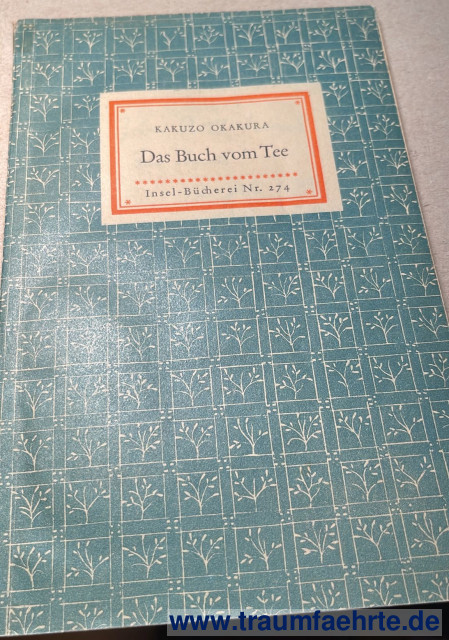 KAKUZO OKAKURA
Das Buch vom Tee
Insel-Bücherei Nr. 274
www.traumfaehrte.de